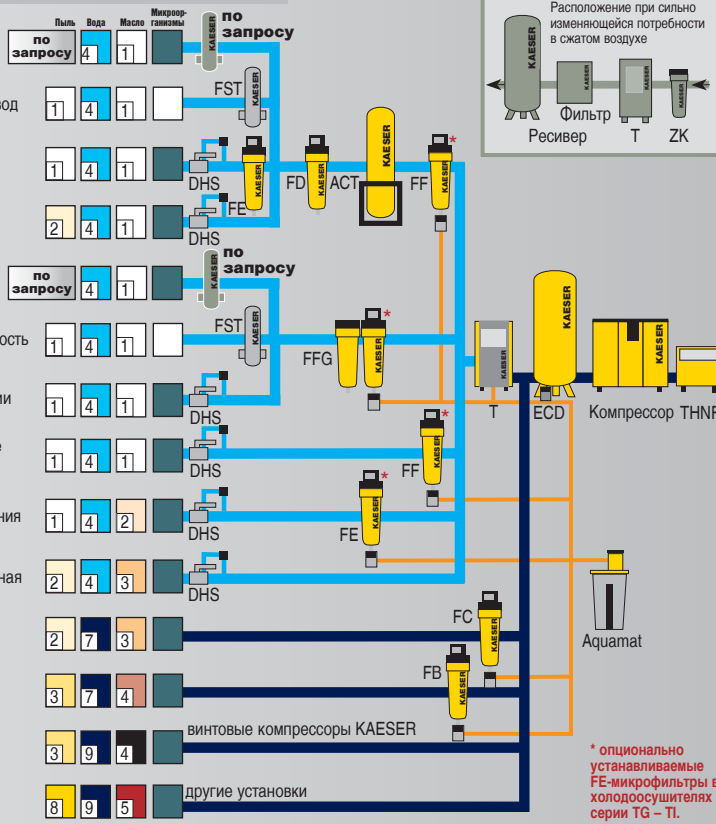 Пыль Вода Масло Микроор-
ганизмы
по
запросу 4 1 KAESER по
запросу
Расположение при сильно
изменяющейся потребности
в сжатом воздухе
KAESER KAESER KAESER KAESER
Фильтр
Ресивер T ZK
вод 1 4 1 FST KAESER
1 4 1 DHS KAESER FD KAESER ACT KAESER FF KAESER *
2 4 1 DHS FE
по
запросу 4 1 KAESER по
запросу
ость 1 4 1 FST KAESER FFG KAESER *
KAESER KAESER KAESER
T ECD Компрессор THNF
ии 1 4 1 DHS
е 1 4 1 DHS FF KAESER *
ния 1 4 2 DHS FE KAESER *
ная 2 4 3 DHS
Aquamat
2 7 3 FC KAESER
3 7 4 FB KAESER
3 9 4 винтовые компрессоры KAESER
8 9 5 другие установки
* опционально
устанавливаемые
FE-микрофильтры в
холодоосушителях
серии TG – TI.